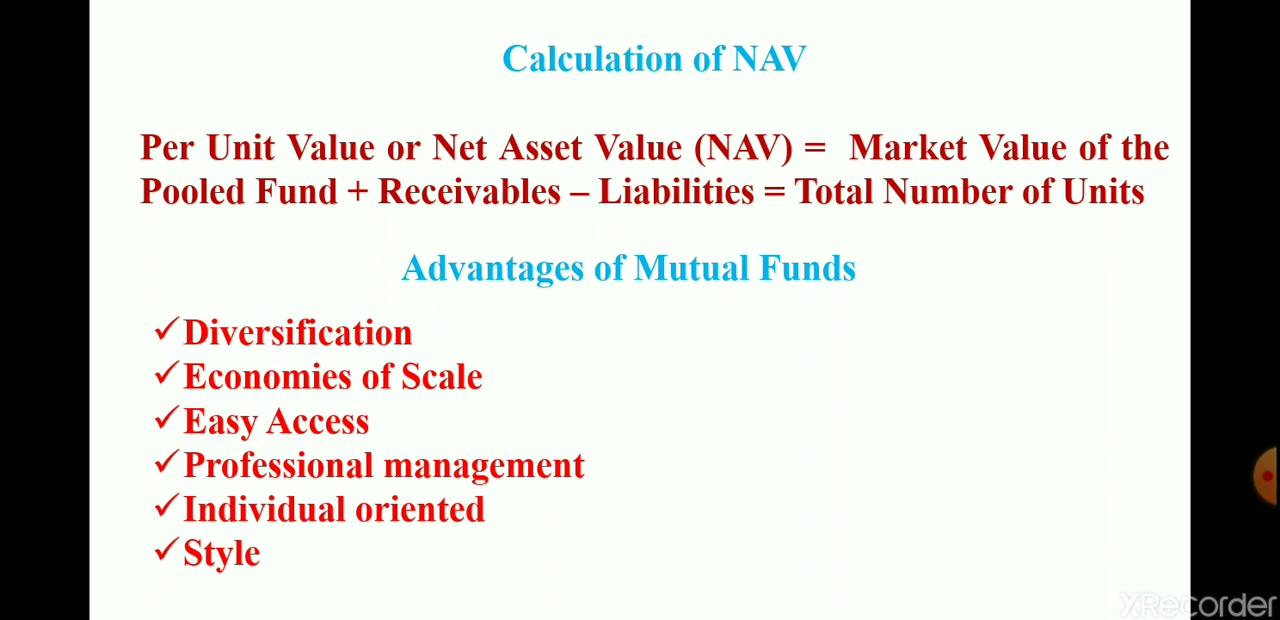 Calculation of NAV
Per Unit Value or Net Asset Value (NAV) = Market Value of the
Pooled Fund + Receivables – Liabilities = Total Number of Units
Advantages of Mutual Funds
✓Diversification
✓Economies of Scale
✓Easy Access
✓Professional management
✓Individual oriented
✓Style
XRecorder